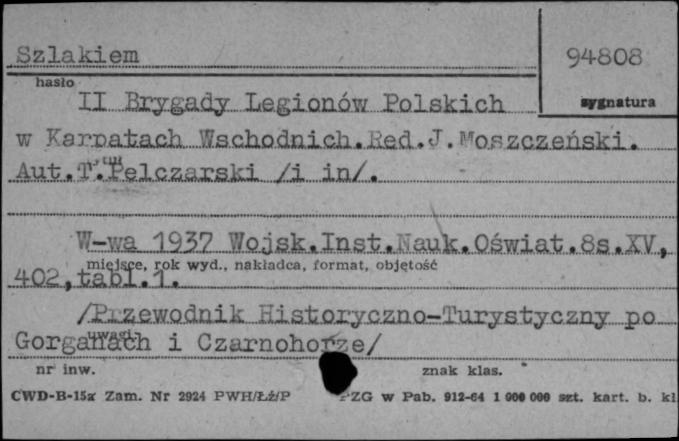 Szlakiem
94808
hasło
sygnatura
II Brygady Legionów Polskich
w Karpatach Wschodnich.Red.J.Moszczeński.
Aut.T.Pelczarski /i in/.
W-wa 1937 Wojsk.Inst.Nauk.Oświat.8s.XV,
miejsce, rok wyd., nakładca, format, objętość
402,tabl.1.
/Przewodnik Historyczno-Turystyczny po
uwagi
Gorganach i Czarnohorze/
nr inw.
znak klas.
CWD-B-15a Zam. Nr 2924 PWH/Łź/P
PZG w Pab. 912-64 1 000 000 szt. kart. b. kl